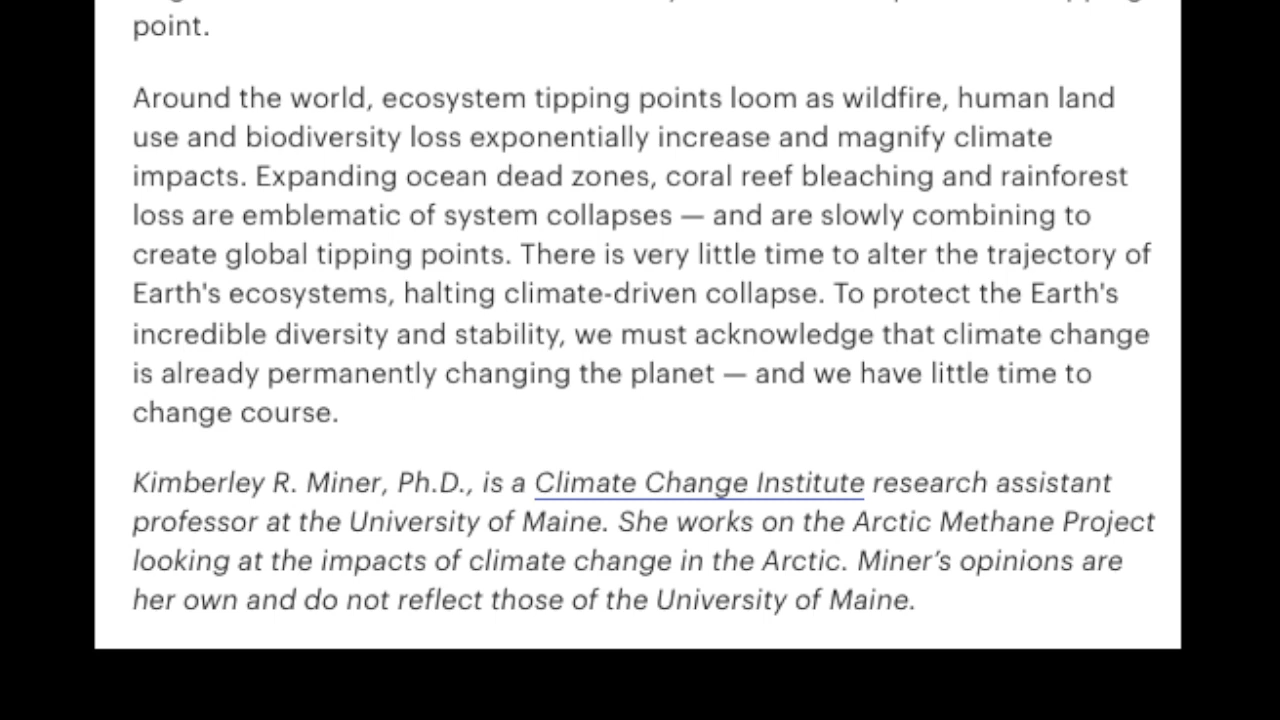 point.
Around the world, ecosystem tipping points loom as wildfire, human land
use and biodiversity loss exponentially increase and magnify climate
impacts. Expanding ocean dead zones, coral reef bleaching and rainforest
loss are emblematic of system collapses — and are slowly combining to
create global tipping points. There is very little time to alter the trajectory of
Earth's ecosystems, halting climate-driven collapse. To protect the Earth's
incredible diversity and stability, we must acknowledge that climate change
is already permanently changing the planet — and we have little time to
change course.
Kimberley R. Miner, Ph.D., is a Climate Change Institute research assistant
professor at the University of Maine. She works on the Arctic Methane Project
looking at the impacts of climate change in the Arctic. Miner’s opinions are
her own and do not reflect those of the University of Maine.